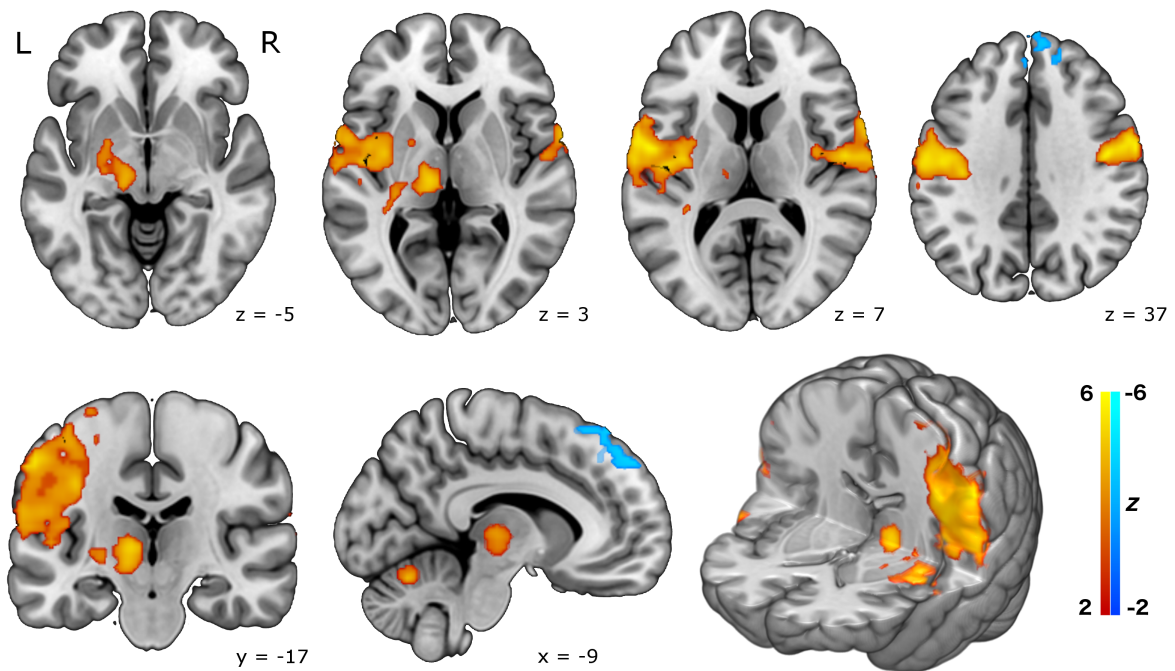 L R
z = -5
z = 3
z = 7
z = 37
y = -17
x = -9
6 -6
z
2 -2